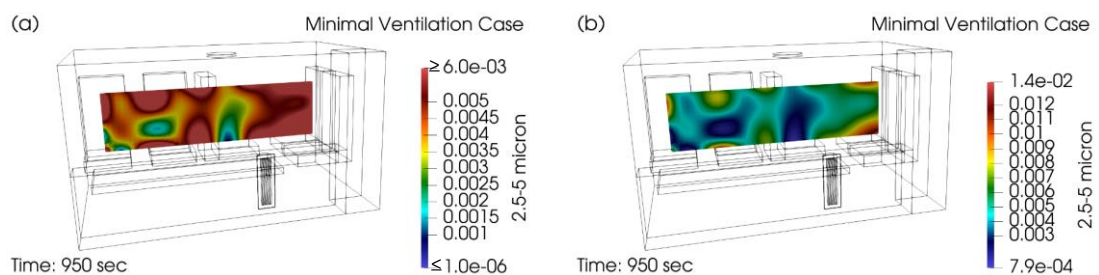 (a)
Minimal Ventilation Case
≥ 6.0e-03
0.005
0.0045
0.004
0.0035
0.003
0.0025
0.002
0.0015
0.001
≤ 1.0e-06
2.5-5 micron
Time: 950 sec
(b)
Minimal Ventilation Case
1.4e-02
0.012
0.011
0.01
0.009
0.008
0.007
0.006
0.005
0.004
0.003
7.9e-04
2.5-5 micron
Time: 950 sec